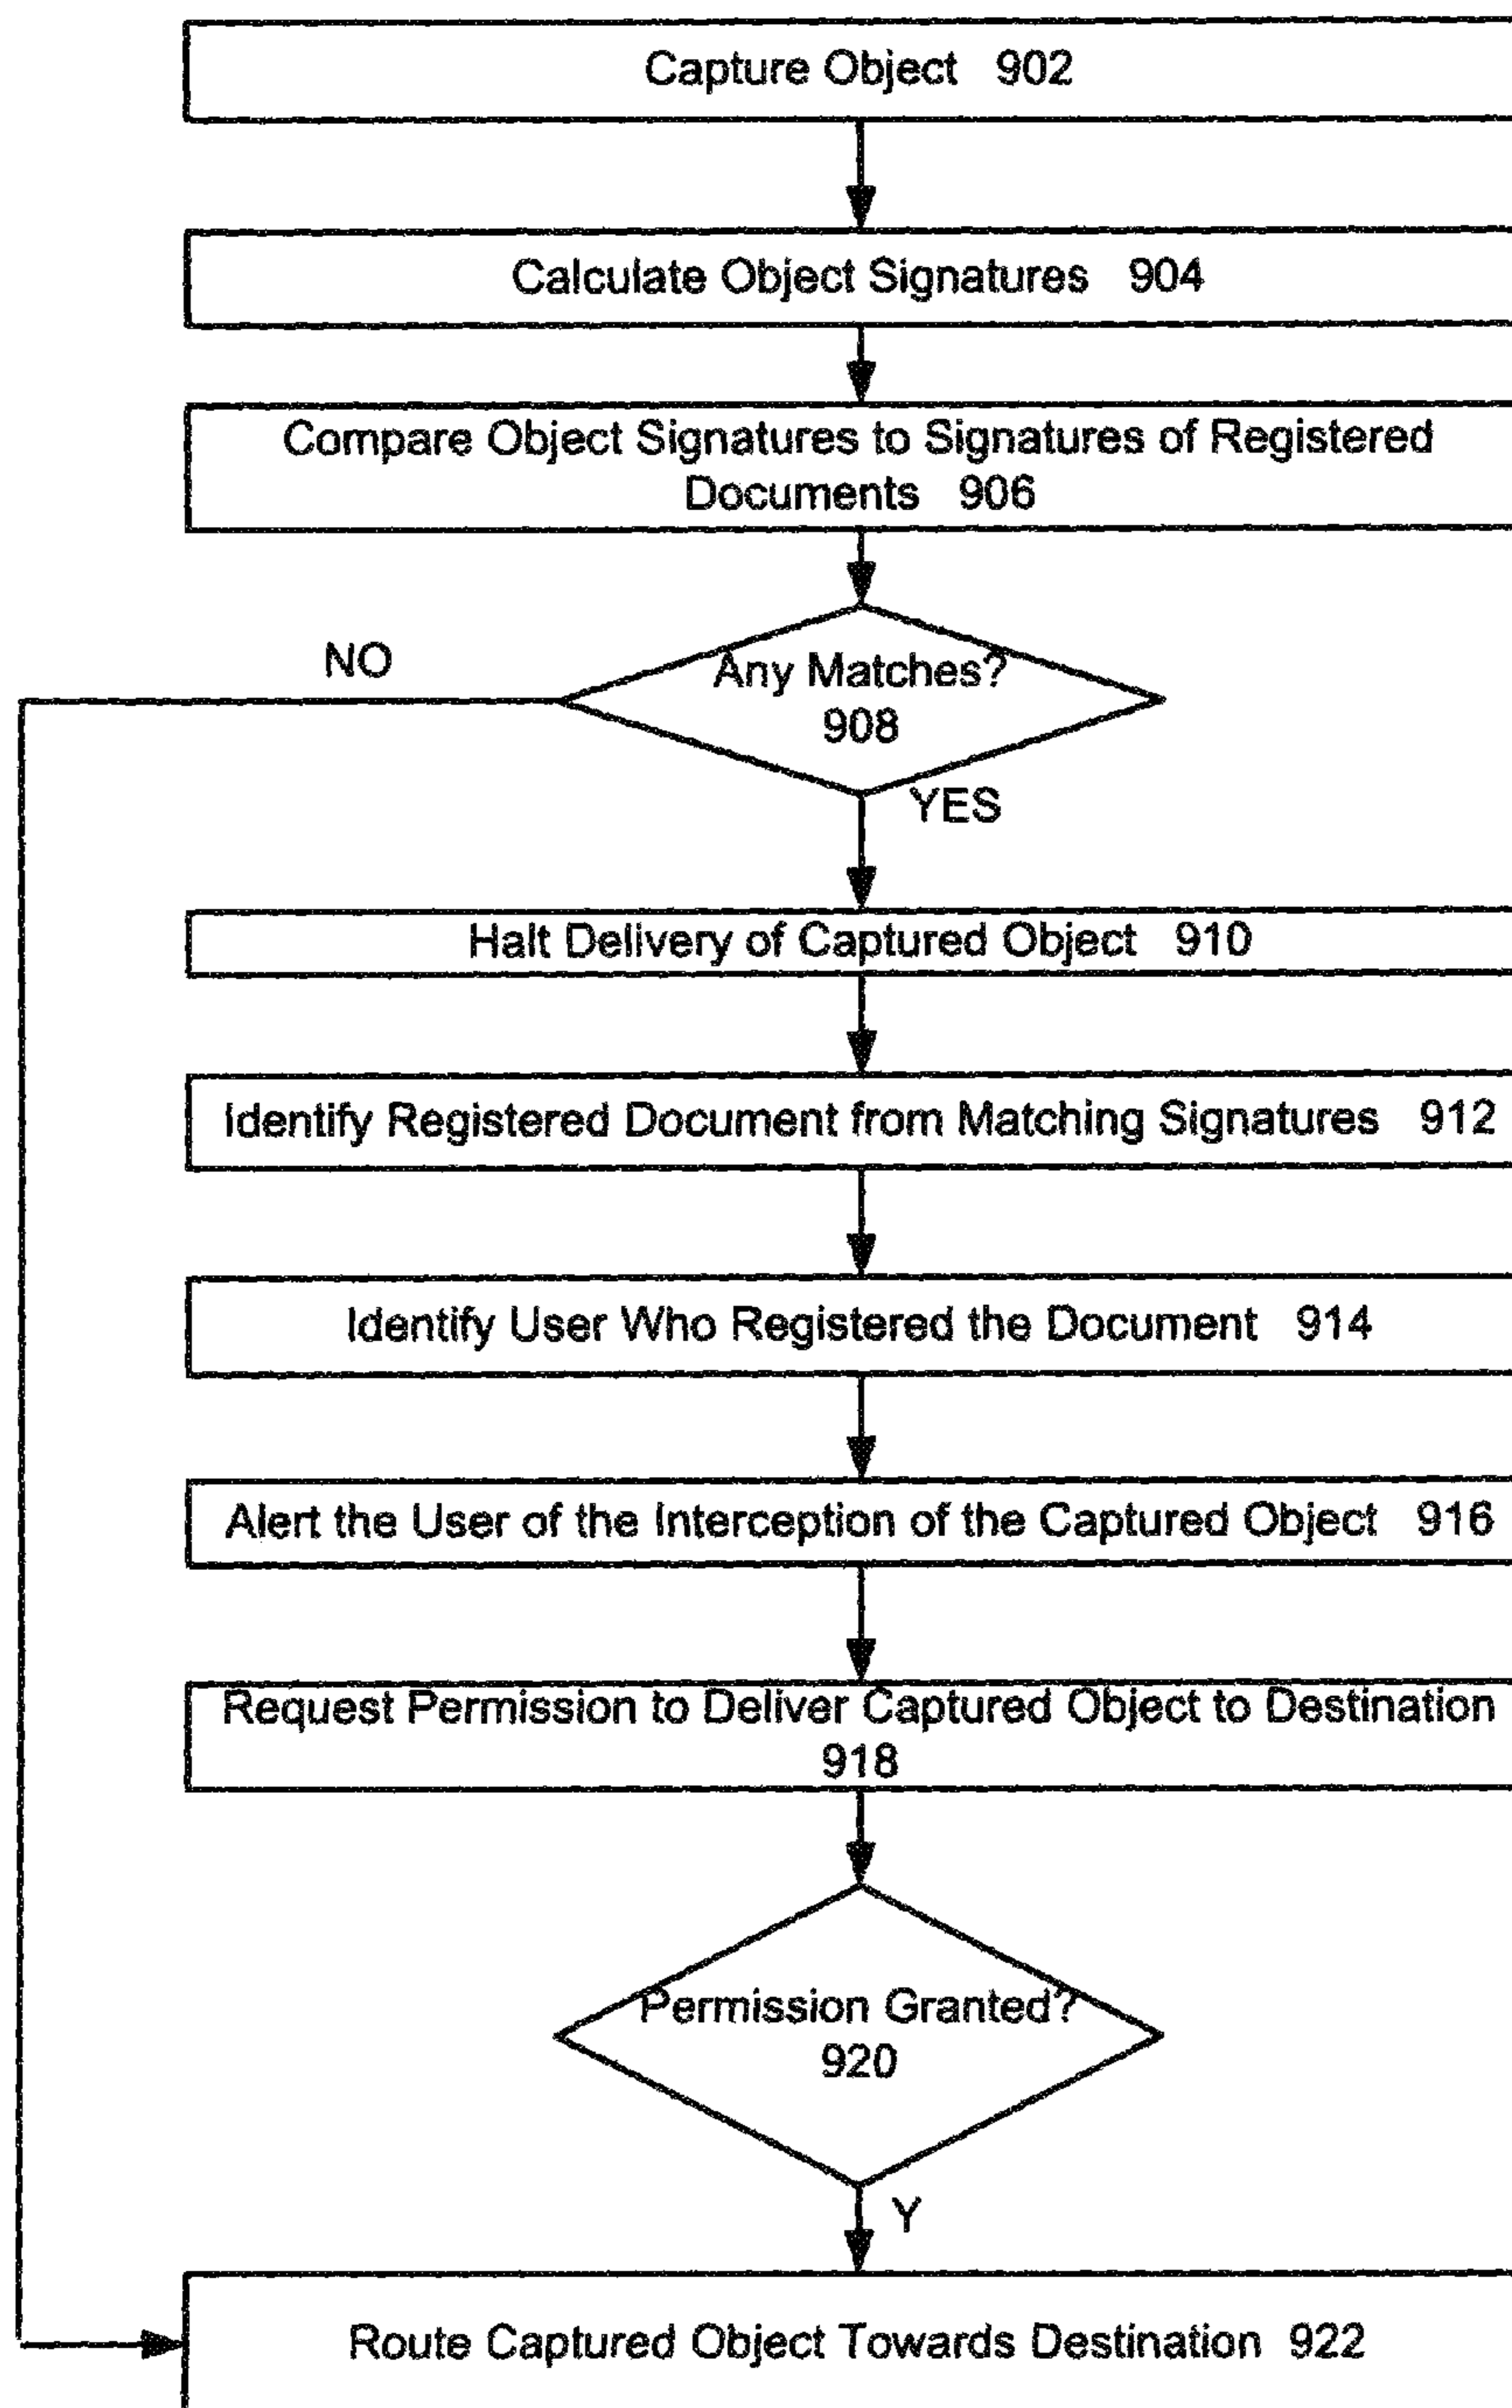 Capture Object 902
Calculate Object Signatures 904
Compare Object Signatures to Signatures of Registered
Documents 906
Any Matches?
908
NO
YES
Halt Delivery of Captured Object 910
Identify Registered Document from Matching Signatures 912
Identify User Who Registered the Document 914
Alert the User of the Interception of the Captured Object 916
Request Permission to Deliver Captured Object to Destination
918
Permission Granted?
920
Y
Route Captured Object Towards Destination 922